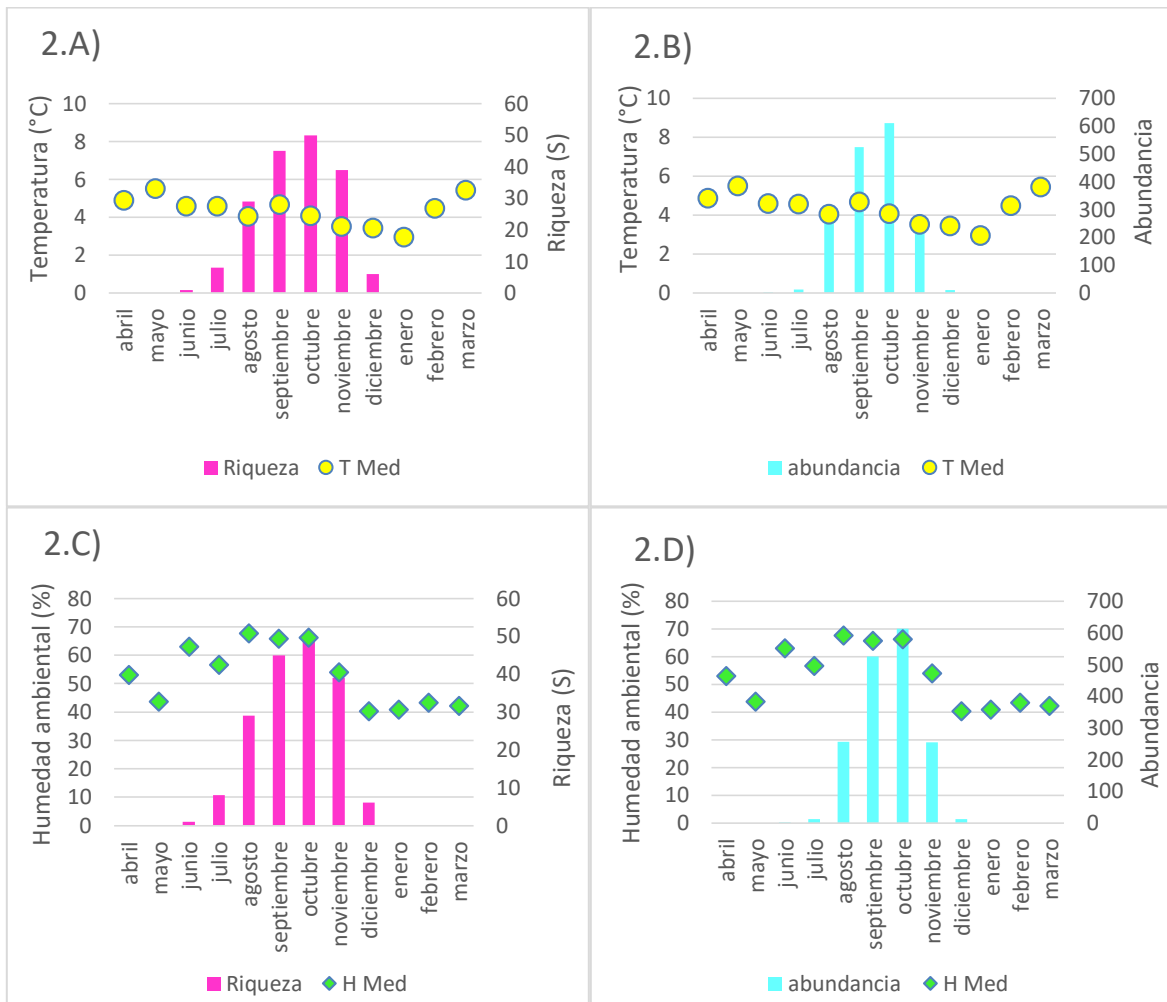 2.A)
Temperatura (°C)
10
8
6
4
2
0
60
50
40
30
20
10
0
Riqueza (S)
abril
mayo
junio
julio
agosto
septiembre
octubre
noviembre
diciembre
enero
febrero
marzo
Riqueza T Med
2.B)
Temperatura (°C)
10
8
6
4
2
0
700
600
500
400
300
200
100
0
Abundancia
abril
mayo
junio
julio
agosto
septiembre
octubre
noviembre
diciembre
enero
febrero
marzo
abundancia T Med
2.C)
Humedad ambiental (%)
80
70
60
50
40
30
20
10
0
60
50
40
30
20
10
0
Riqueza (S)
abril
mayo
junio
julio
agosto
septiembre
octubre
noviembre
diciembre
enero
febrero
marzo
Riqueza H Med
2.D)
Humedad ambiental (%)
80
70
60
50
40
30
20
10
0
700
600
500
400
300
200
100
0
Abundancia
abril
mayo
junio
julio
agosto
septiembre
octubre
noviembre
diciembre
enero
febrero
marzo
abundancia H Med